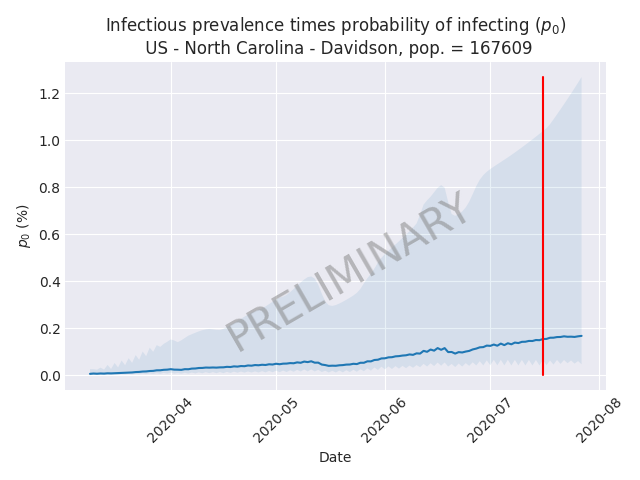 Infectious prevalence times probability of infecting (p₀)
US - North Carolina - Davidson, pop. = 167609
1.2
1.0
0.8
0.6
0.4
0.2
0.0
p₀ (%)
PRELIMINARY
2020-04
2020-05
2020-06
2020-07
2020-08
Date